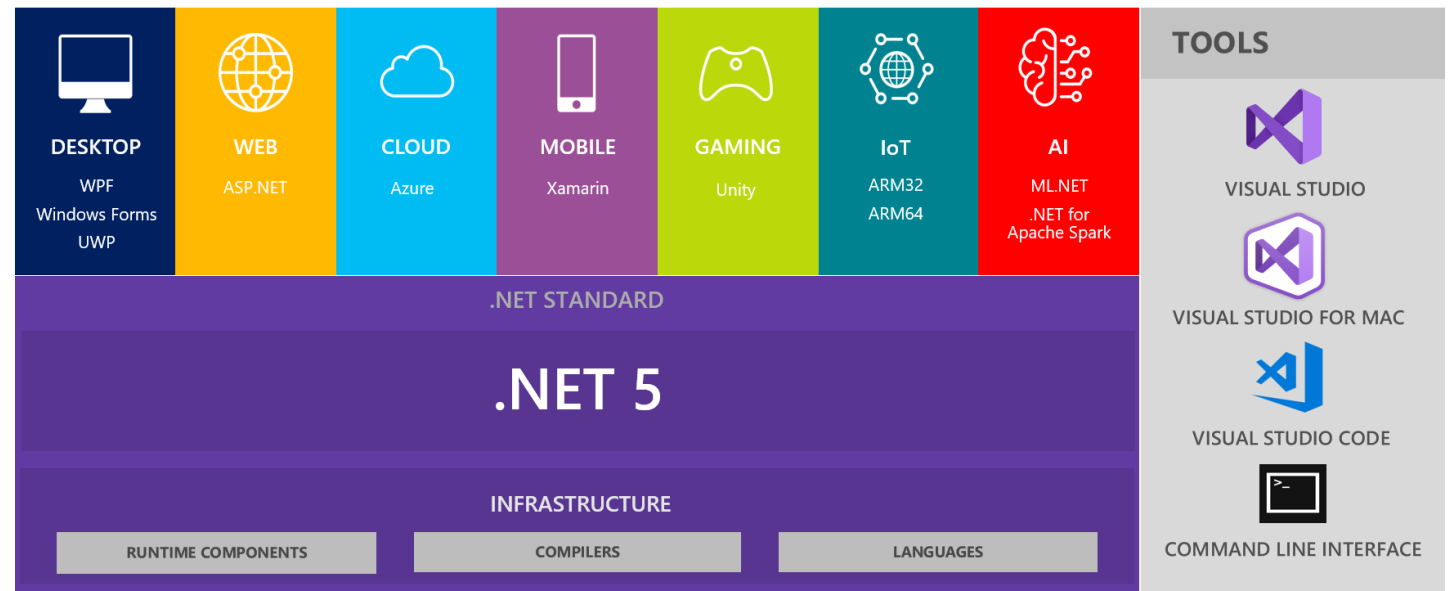 DESKTOP
WPF
Windows Forms
UWP
WEB
ASP.NET
CLOUD
Azure
MOBILE
Xamarin
GAMING
Unity
IoT
ARM32
ARM64
AI
ML.NET
.NET for
Apache Spark
.NET STANDARD
.NET 5
INFRASTRUCTURE
RUNTIME COMPONENTS
COMPILERS
LANGUAGES
TOOLS
VISUAL STUDIO
VISUAL STUDIO FOR MAC
VISUAL STUDIO CODE
>_
COMMAND LINE INTERFACE